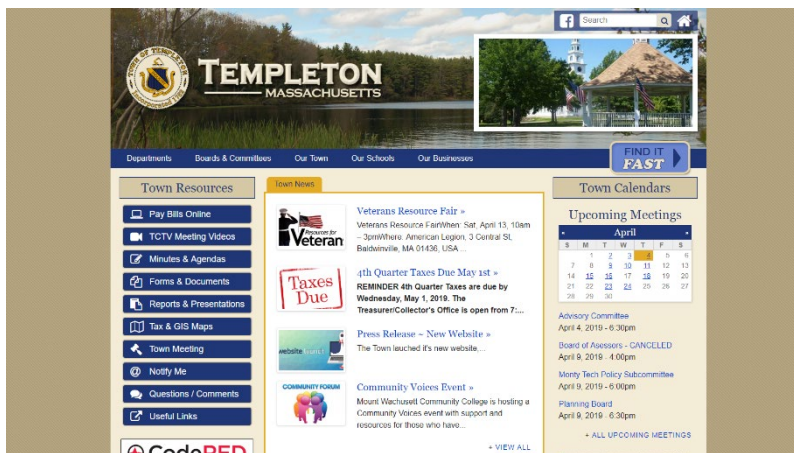 Search
TOWN OF TEMPLETON
TEMPLETON
MASSACHUSETTS
Departments
Boards & Committees
Our Town
Our Schools
Our Businesses
FIND IT
FAST
Town Resources
Pay Bills Online
TCTV Meeting Videos
Minutes & Agendas
Forms & Documents
Reports & Presentations
Tax & GIS Maps
Town Meeting
Notify Me
Questions / Comments
Useful Links
CodeRED
Town News
Resources for
Veteran
Veterans Resource Fair »
Veterans Resource FairWhen: Sat, April 13, 10am
– 3pmWhere: American Legion, 3 Central St,
Baldwinville, MA 01436, USA...
Taxes
Due
4th Quarter Taxes Due May 1st »
REMINDER 4th Quarter Taxes are due by
Wednesday, May 1, 2019. The
Treasurer/Collector's Office is open from 7:...
website
Press Release ~ New Website »
The Town lauched it's new website,...
COMMUNITY FORUM
Community Voices Event »
Mount Wachusett Community College is hosting a
Community Voices event with support and
resources for those who have...
+ VIEW ALL
Town Calendars
Upcoming Meetings
April
S M T W T F S
1 2 3 4 5 6
7 8 9 10 11 12 13
14 15 16 17 18 19 20
21 22 23 24 25 26 27
28 29 30
Advisory Committee
April 4, 2019 - 6:30pm
Board of Asessors - CANCELED
April 9, 2019 - 4:00pm
Monty Tech Policy Subcommittee
April 9, 2019 - 6:00pm
Planning Board
April 9, 2019 - 6:30pm
+ ALL UPCOMING MEETINGS